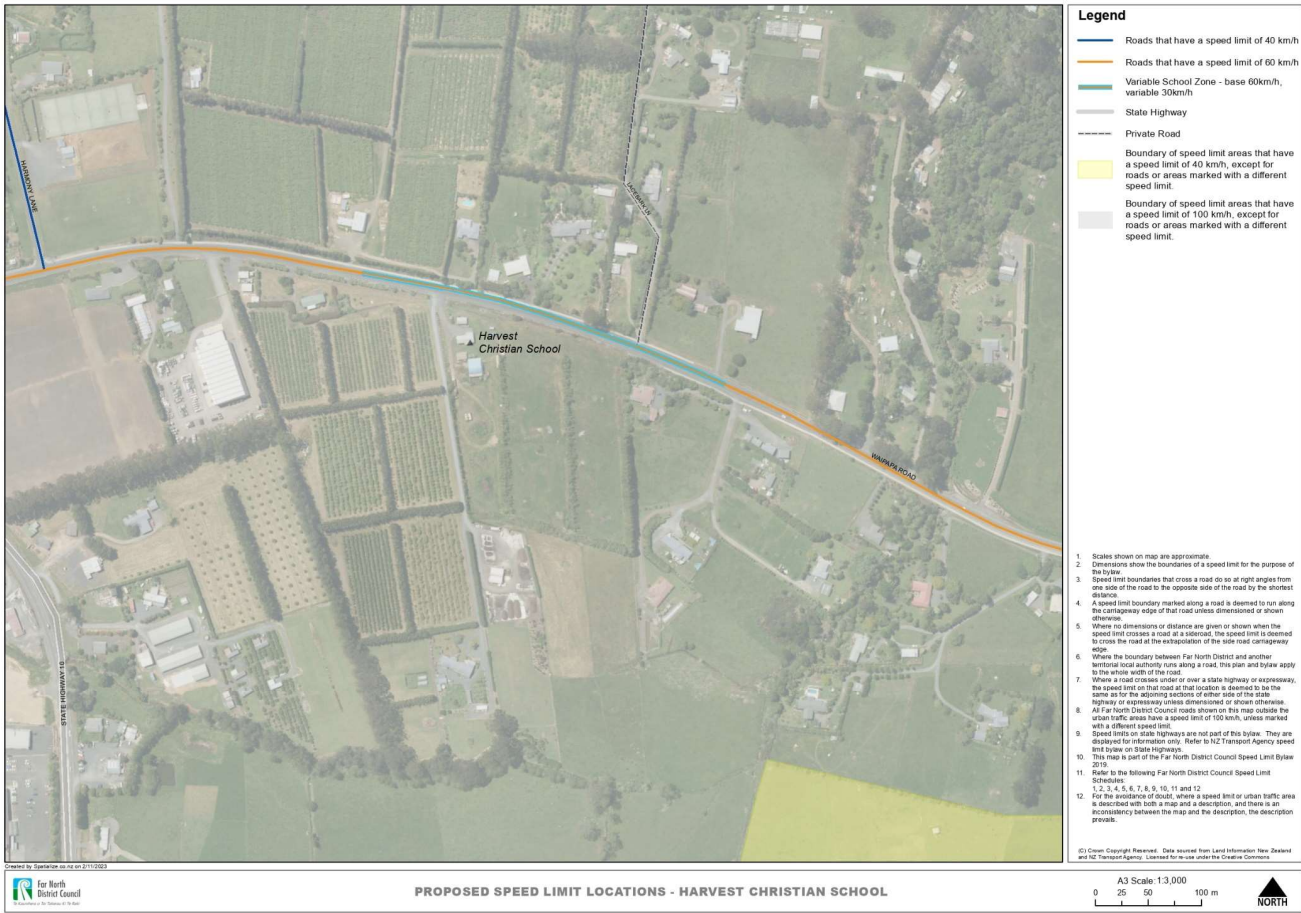 Legend
Roads that have a speed limit of 40 km/h
Roads that have a speed limit of 60 km/h
Variable School Zone - base 60km/h,
variable 30km/h
State Highway
Private Road
Boundary of speed limit areas that have
a speed limit of 40 km/h, except for
roads or areas marked with a different
speed limit.
Boundary of speed limit areas that have
a speed limit of 100 km/h, except for
roads or areas marked with a different
speed limit.
HARMONY LANE
Harvest
Christian School
WAIPAPA ROAD
STATE HIGHWAY 10
1. Scales shown on map are approximate.
2. Dimensions show the boundaries of a speed limit for the purpose of
the bylaw.
3. Speed limit boundaries that cross a road do so at right angles from
one side of the road to the opposite side of the road by the shortest
distance.
4. A speed limit boundary marked along a road is deemed to run along
the carriageway edge of that road unless dimensioned or shown
otherwise.
5. Where no dimensions or distance are given or shown when the
speed limit crosses a road at a sideroad, the speed limit is deemed
to cross the road at the extrapolation of the side road carriageway
edge.
6. Where the boundary between Far North District and another
territorial local authority runs along a road, this plan and bylaw apply
to the whole width of the road.
7. Where a road crosses under or over a state highway or expressway,
the speed limit on that road at that location is deemed to be the
same as for the adjoining sections of either side of the state
highway or expressway unless dimensioned or shown otherwise.
8. All Far North District Council roads shown on this map outside the
urban traffic areas have a speed limit of 100 km/h, unless marked
with a different speed limit.
9. Speed limits on state highways are not part of this bylaw. They are
displayed for information only. Refer to NZ Transport Agency speed
limit bylaw on State Highways.
10. This map is part of the Far North District Council Speed Limit Bylaw
2019.
11. Refer to the following Far North District Council Speed Limit
Schedules:
1, 2, 3, 4, 5, 6, 7, 8, 9, 10, 11 and 12
12. For the avoidance of doubt, where a speed limit or urban traffic area
is described with both a map and a description, and there is an
inconsistency between the map and the description, the description
prevails.
(C) Crown Copyright Reserved. Data sourced from Land Information New Zealand
and NZ Transport Agency. Licensed for re-use under the Creative Commons
Created by Spatialize.co.nz on 2/11/2023
Far North
District Council
PROPOSED SPEED LIMIT LOCATIONS - HARVEST CHRISTIAN SCHOOL
A3 Scale: 1:3,000
0 25 50 100 m
NORTH